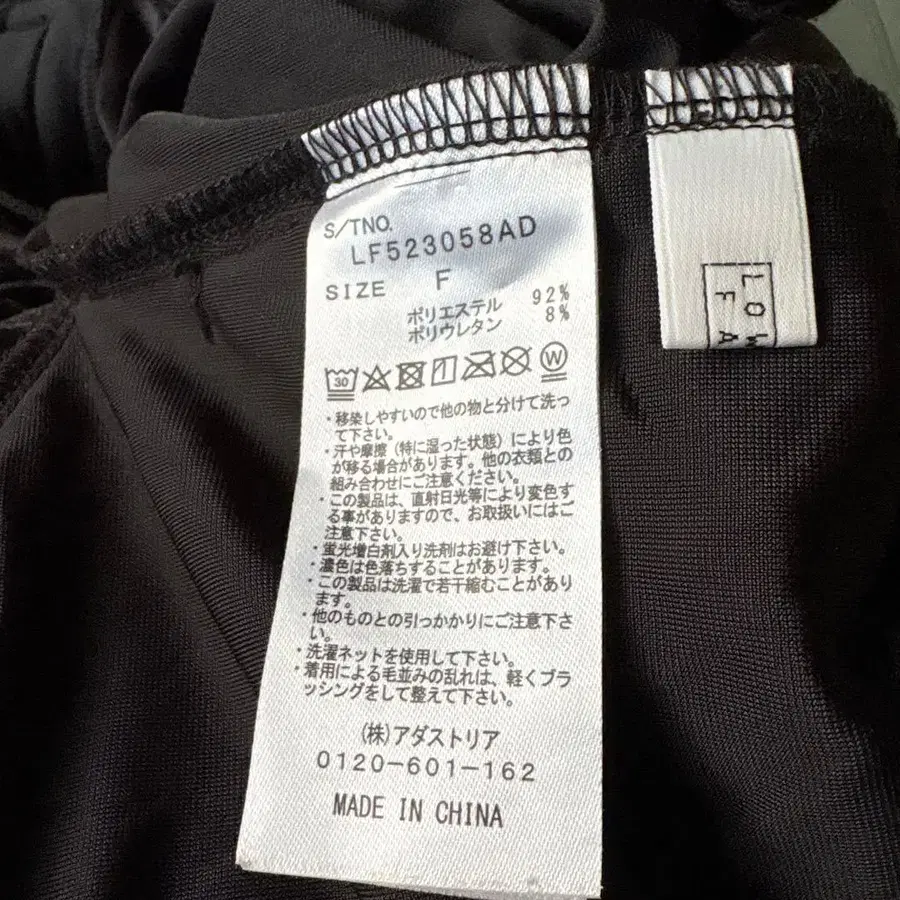 S/TNO.
LF523058AD
SIZE F
ポリエステル 92%
ポリウレタン 8%
30 W
・移染しやすいので他の物と分けて洗っ
て下さい。
・汗や摩擦（特に湿った状態）により色
が移る場合があります。他の衣類との
組み合わせにご注意ください。
・この製品は、直射日光等により変色す
る事がありますので、お取扱いにはご
注意下さい。
・蛍光増白剤入り洗剤はお避け下さい。
・濃色は色落ちすることがあります。
・この製品は洗濯で若干縮むことがあり
ます。
・他のものとの引っかかりにご注意下さ
い。
・洗濯ネットを使用して下さい。
・着用による毛並みの乱れは、軽くブラ
ッシングをして整えて下さい。
(株)アダストリア
0120-601-162
MADE IN CHINA
LOW
FA